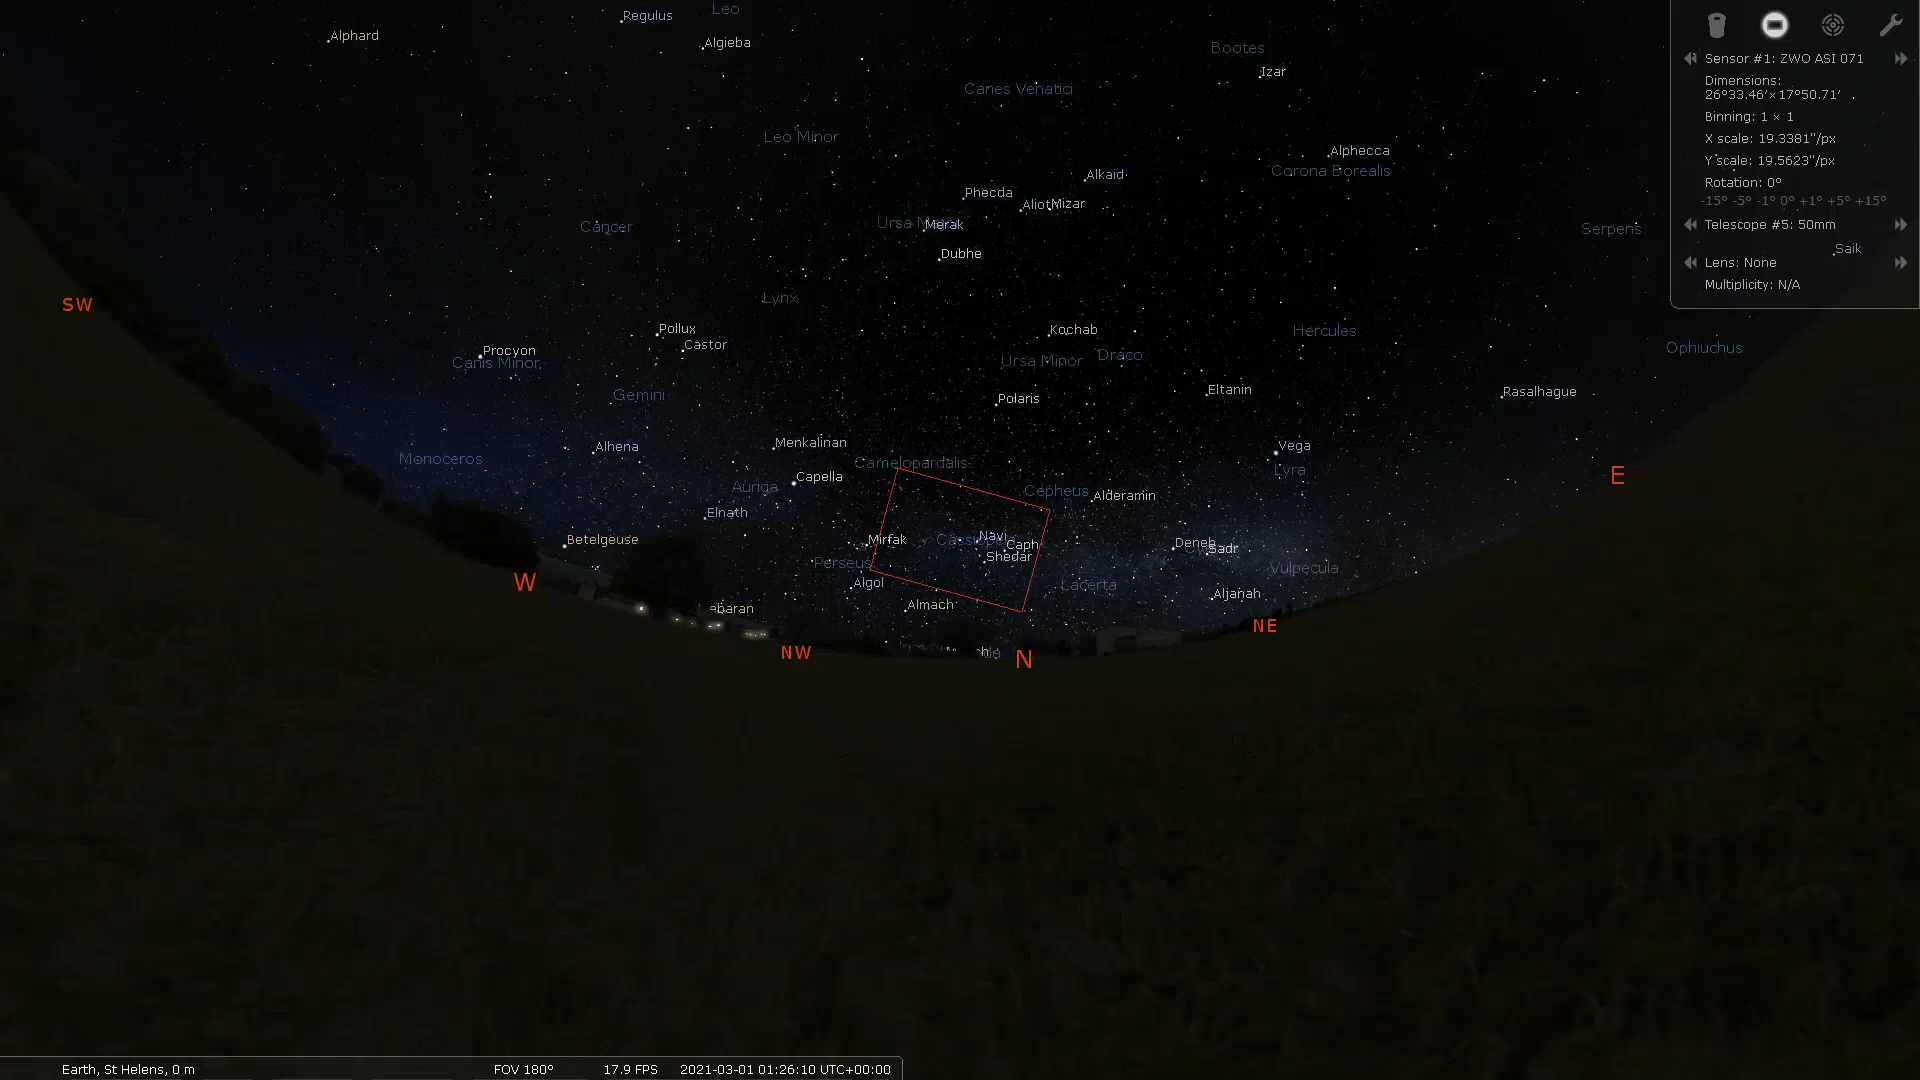 Regulus
Leo
Alphard
Algieba
Bootes
Izar
Canes Venatici
Leo Minor
Alphecca
Corona Borealis
Alkaid
Phecda
Mizar
Ursa
Merak
Cancer
Dubhe
Serpens
Lynx
SW
Pollux
Castor
Kochab
Hercules
Procyon
Canis Minor
Ursa Minor
Draco
Ophiuchus
Gemini
Polaris
Eltanin
Rasalhague
Alhena
Menkalinan
Vega
Monoceros
Camelopardalis
Lyra
Capella
E
Auriga
Cepheus
Alderamin
Elnath
Betelgeuse
Mirfak
Navi
Caph
Shedar
Deneb
Sadr
Perseus
Vulpecula
W
Algol
Lacerta
Almach
Aljanah
NE
NW
N
Sensor #1: ZWO ASI 071
Dimensions:
26°33.46′×17°50.71′
Binning: 1 × 1
X scale: 19.3381"/px
Y scale: 19.5623"/px
Rotation: 0°
-15° -5° -1° 0° +1° +5° +15°
Telescope #5: 50mm
Saik
Lens: None
Multiplicity: N/A
Earth, St Helens, 0 m FOV 180° 17.9 FPS 2021-03-01 01:26:10 UTC+00:00